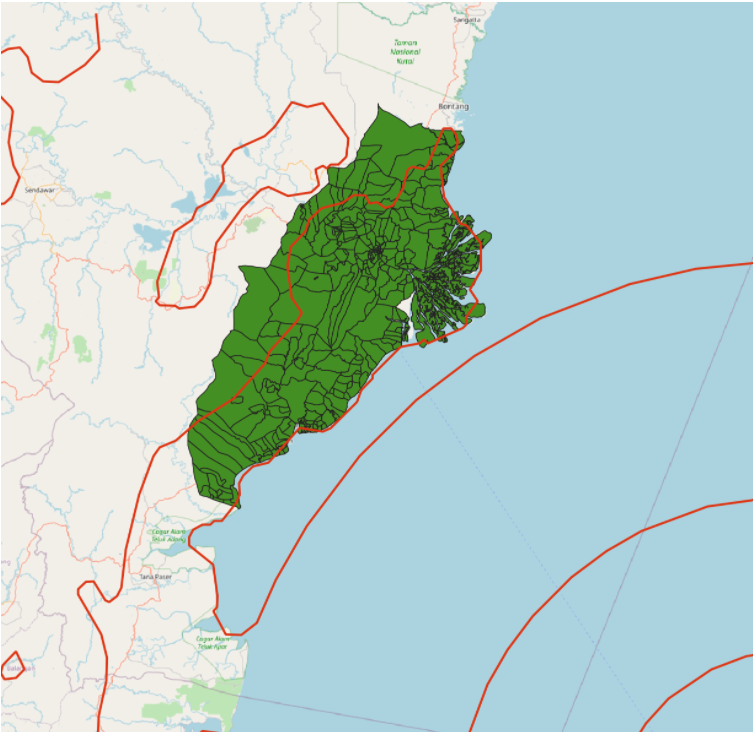 Sangatta
Taman
Nasional
Kutai
Bontang
Sendawar
Cagar Alam
Teluk Adang
Tana Paser
Cagar Alam
Teluk Apar